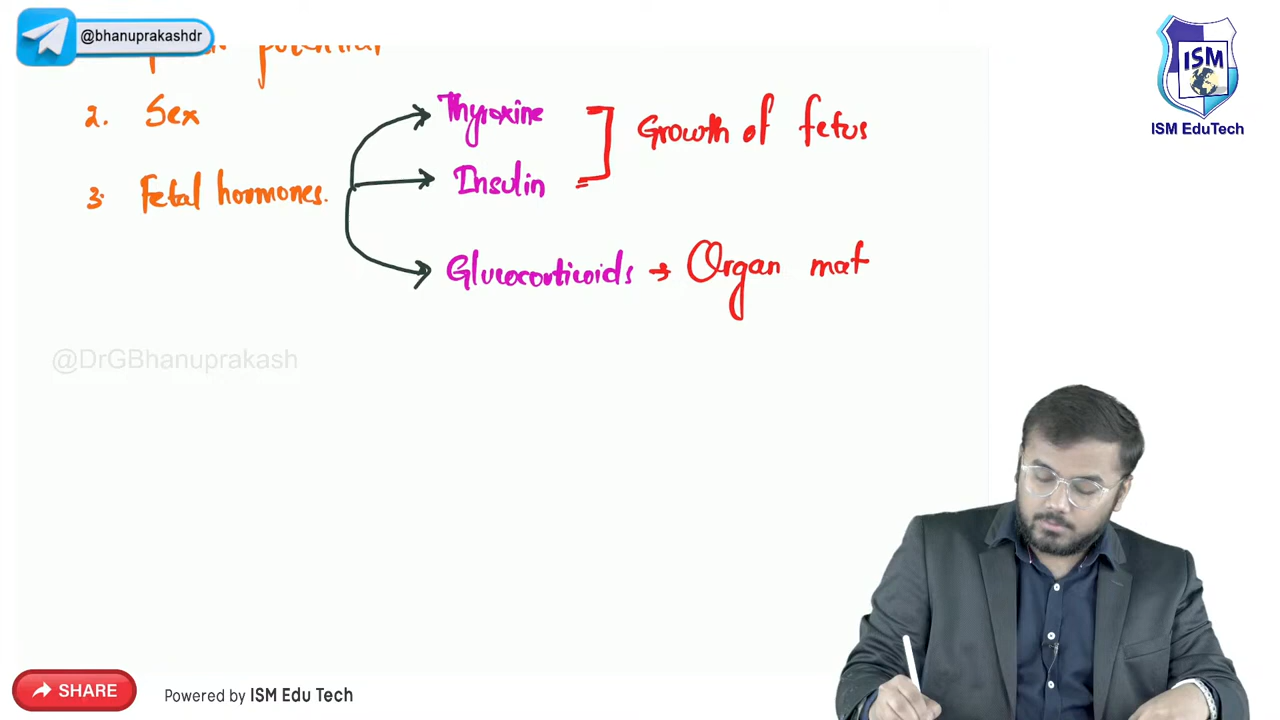 @bhanuprakashdr
ISM
ISM EduTech
potential
2. Sex
3. Fetal hormones.
Thyroxine
Insulin
Growth of fetus
Glucocorticoids → Organ mat
@DrGBhanuprakash
SHARE
Powered by ISM Edu Tech